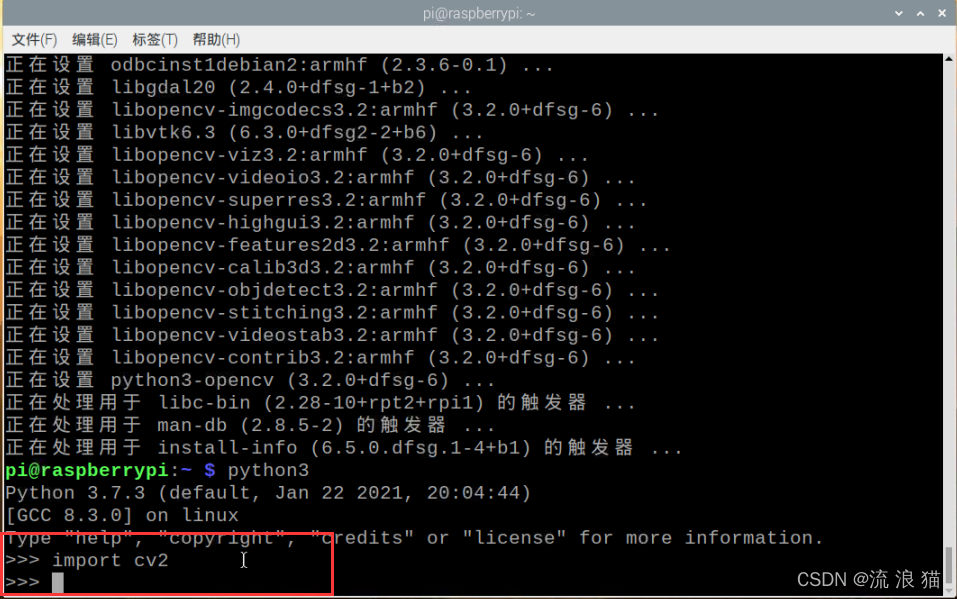 pi@raspberrypi: ~
文件(F) 编辑(E) 标签(T) 帮助(H)
正在设置 odbcinst1debian2:armhf (2.3.6-0.1) ...
正在设置 libgdal20 (2.4.0+dfsg-1+b2) ...
正在设置 libopencv-imgcodecs3.2:armhf (3.2.0+dfsg-6) ...
正在设置 libvtk6.3 (6.3.0+dfsg2-2+b6) ...
正在设置 libopencv-viz3.2:armhf (3.2.0+dfsg-6) ...
正在设置 libopencv-videoio3.2:armhf (3.2.0+dfsg-6) ...
正在设置 libopencv-superres3.2:armhf (3.2.0+dfsg-6) ...
正在设置 libopencv-highgui3.2:armhf (3.2.0+dfsg-6) ...
正在设置 libopencv-features2d3.2:armhf (3.2.0+dfsg-6) ...
正在设置 libopencv-calib3d3.2:armhf (3.2.0+dfsg-6) ...
正在设置 libopencv-objdetect3.2:armhf (3.2.0+dfsg-6) ...
正在设置 libopencv-stitching3.2:armhf (3.2.0+dfsg-6) ...
正在设置 libopencv-videostab3.2:armhf (3.2.0+dfsg-6) ...
正在设置 libopencv-contrib3.2:armhf (3.2.0+dfsg-6) ...
正在设置 python3-opencv (3.2.0+dfsg-6) ...
正在处理用于 libc-bin (2.28-10+rpt2+rpi1) 的触发器 ...
正在处理用于 man-db (2.8.5-2) 的触发器 ...
正在处理用于 install-info (6.5.0.dfsg.1-4+b1) 的触发器 ...
pi@raspberrypi:~ $ python3
Python 3.7.3 (default, Jan 22 2021, 20:04:44)
[GCC 8.3.0] on linux
Type "help", "copyright", "credits" or "license" for more information.
>>> import cv2
>>>
CSDN @流 浪 猫